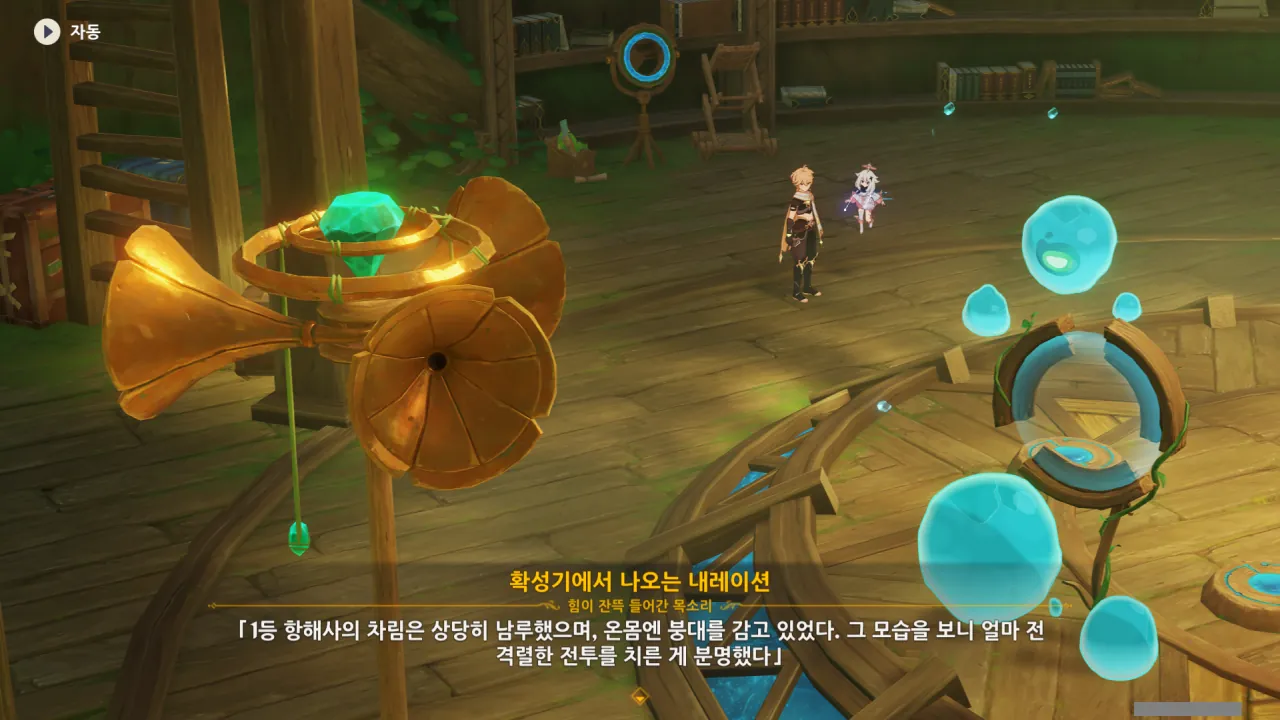 자동
확성기에서 나오는 내레이션
힘이 잔뜩 들어간 목소리
「1등 항해사의 차림은 상당히 남루했으며, 온몸엔 붕대를 감고 있었다. 그 모습을 보니 얼마 전
격렬한 전투를 치른 게 분명했다」